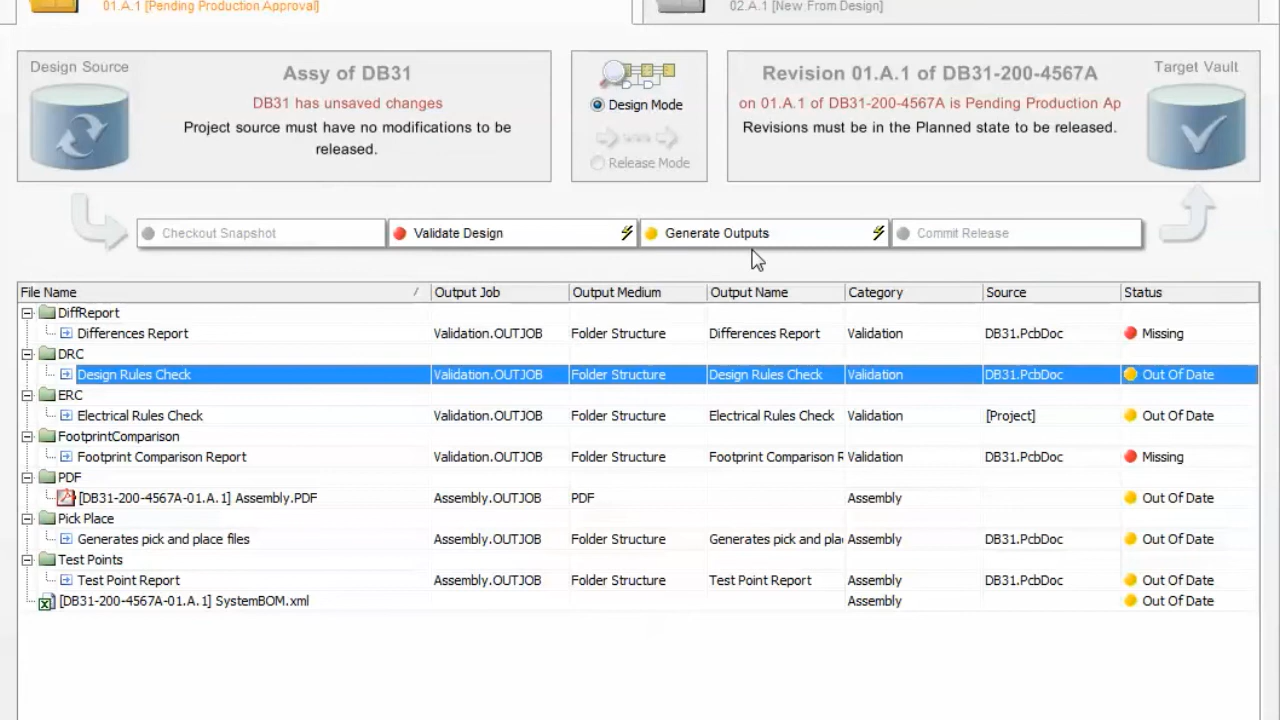 01.A.1 [Pending Production Approval]
02.A.1 [New From Design]
Design Source
Assy of DB31
DB31 has unsaved changes
Project source must have no modifications to be
released.
Design Mode
Release Mode
Revision 01.A.1 of DB31-200-4567A
on 01.A.1 of DB31-200-4567A is Pending Production Ap
Revisions must be in the Planned state to be released.
Target Vault
Checkout Snapshot
Validate Design
Generate Outputs
Commit Release
File Name / Output Job Output Medium Output Name Category Source Status
DiffReport
Differences Report Validation.OUTJOB Folder Structure Differences Report Validation DB31.PcbDoc Missing
DRC
Design Rules Check Validation.OUTJOB Folder Structure Design Rules Check Validation DB31.PcbDoc Out Of Date
ERC
Electrical Rules Check Validation.OUTJOB Folder Structure Electrical Rules Check Validation [Project] Out Of Date
FootprintComparison
Footprint Comparison Report Validation.OUTJOB Folder Structure Footprint Comparison R Validation DB31.PcbDoc Missing
PDF
[DB31-200-4567A-01.A.1] Assembly.PDF Assembly.OUTJOB PDF Assembly Out Of Date
Pick Place
Generates pick and place files Assembly.OUTJOB Folder Structure Generates pick and pla Assembly DB31.PcbDoc Out Of Date
Test Points
Test Point Report Assembly.OUTJOB Folder Structure Test Point Report Assembly DB31.PcbDoc Out Of Date
[DB31-200-4567A-01.A.1] SystemBOM.xml Assembly Out Of Date